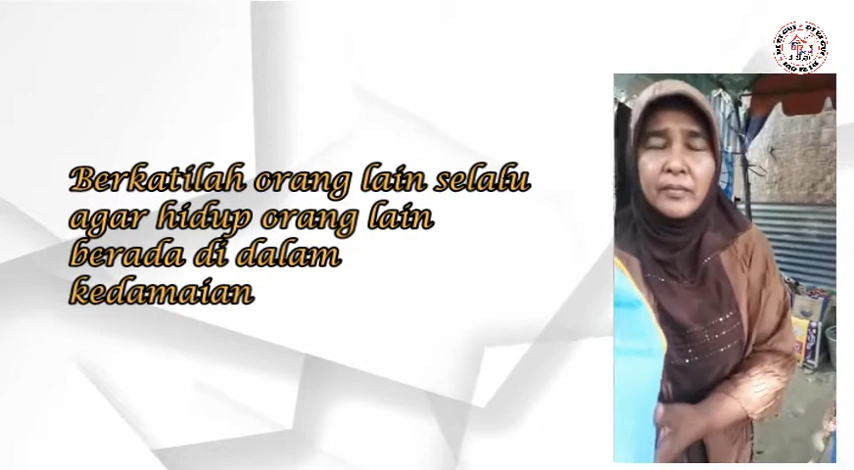 Berkatilah orang lain selalu
agar hidup orang lain
berada di dalam
kedamaian